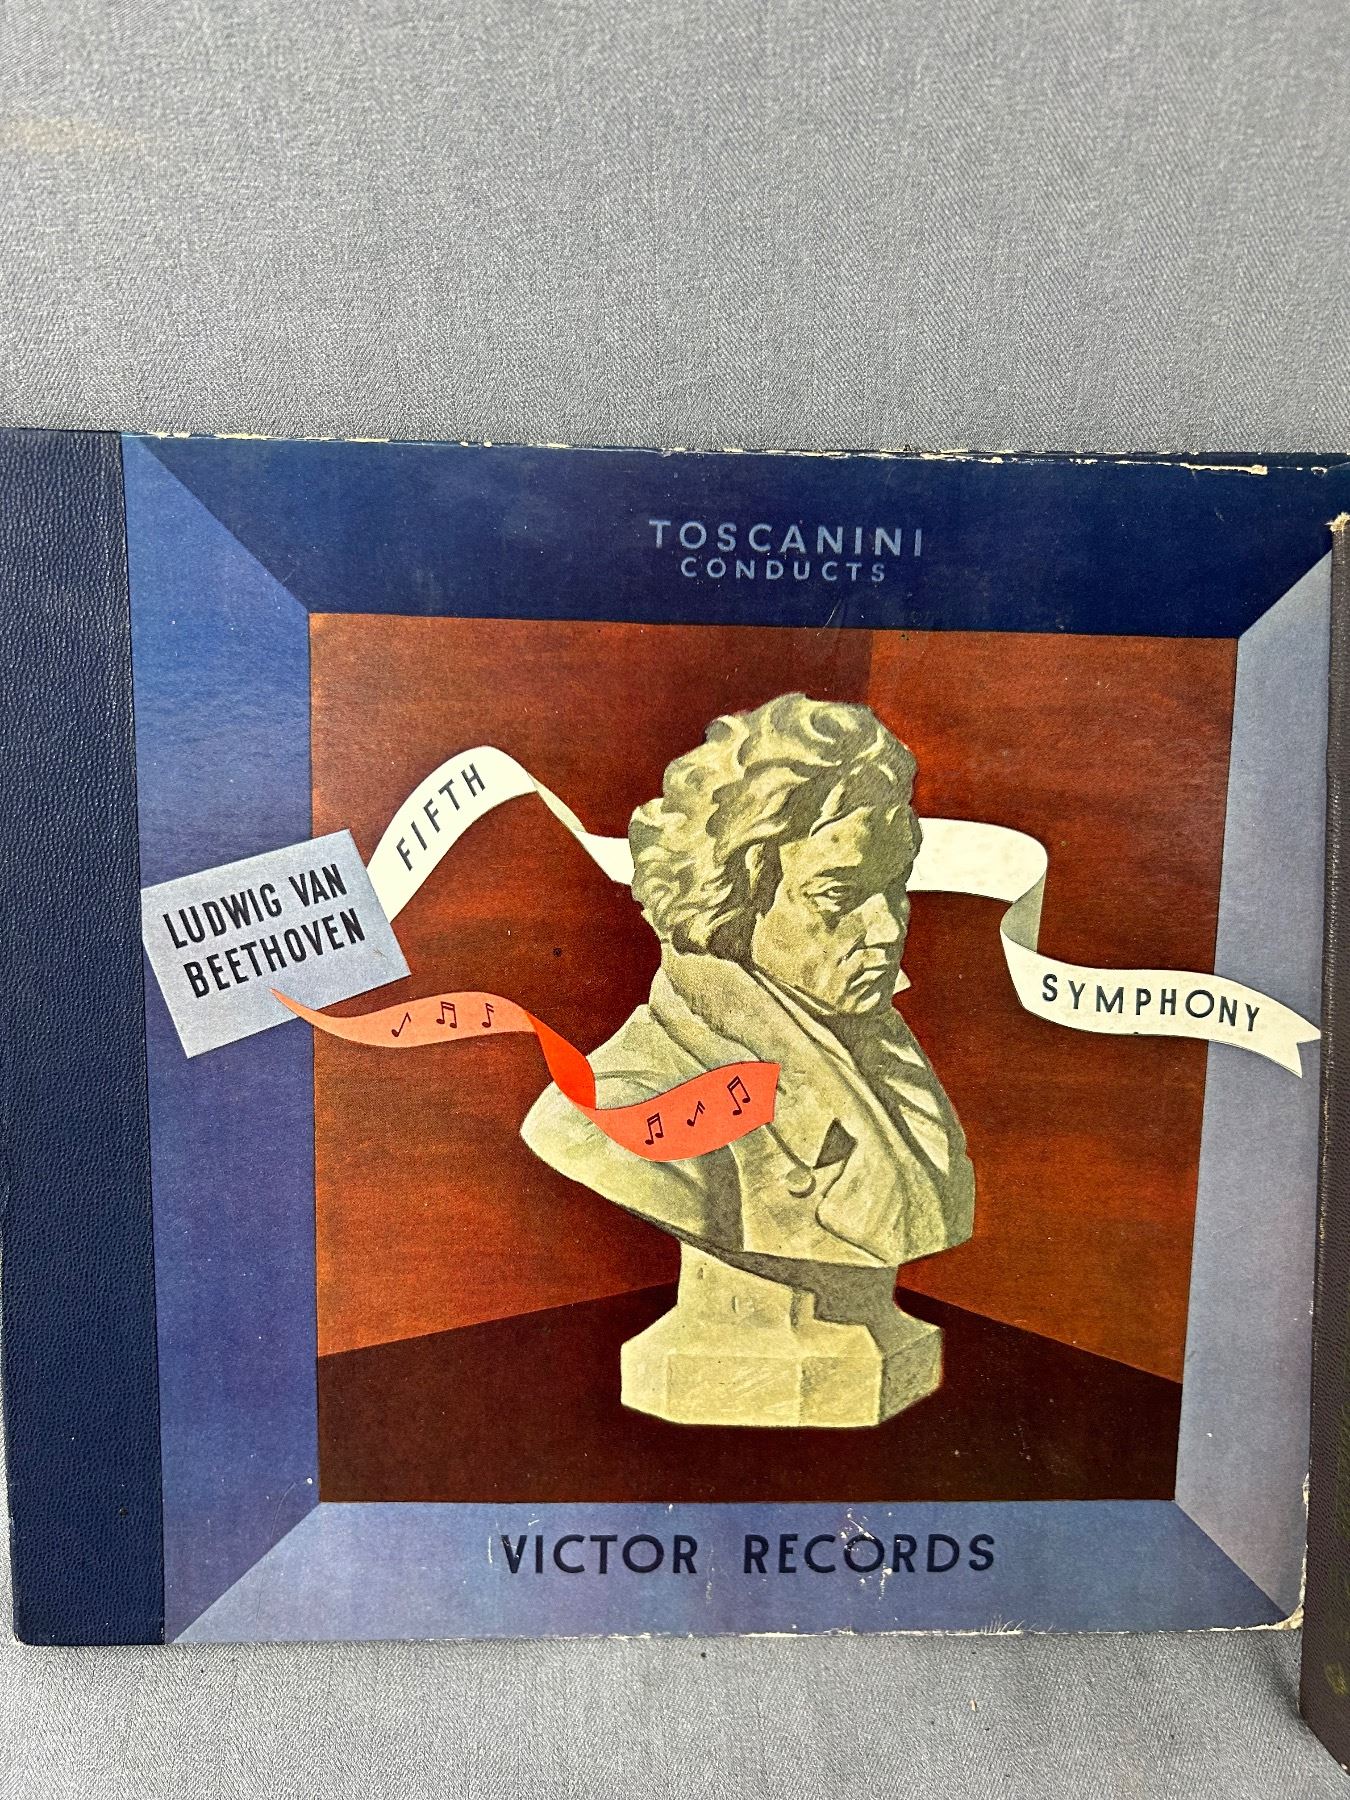 TOSCANINI
CONDUCTS
LUDWIG VAN
BEETHOVEN
FIFTH
SYMPHONY
VICTOR RECORDS